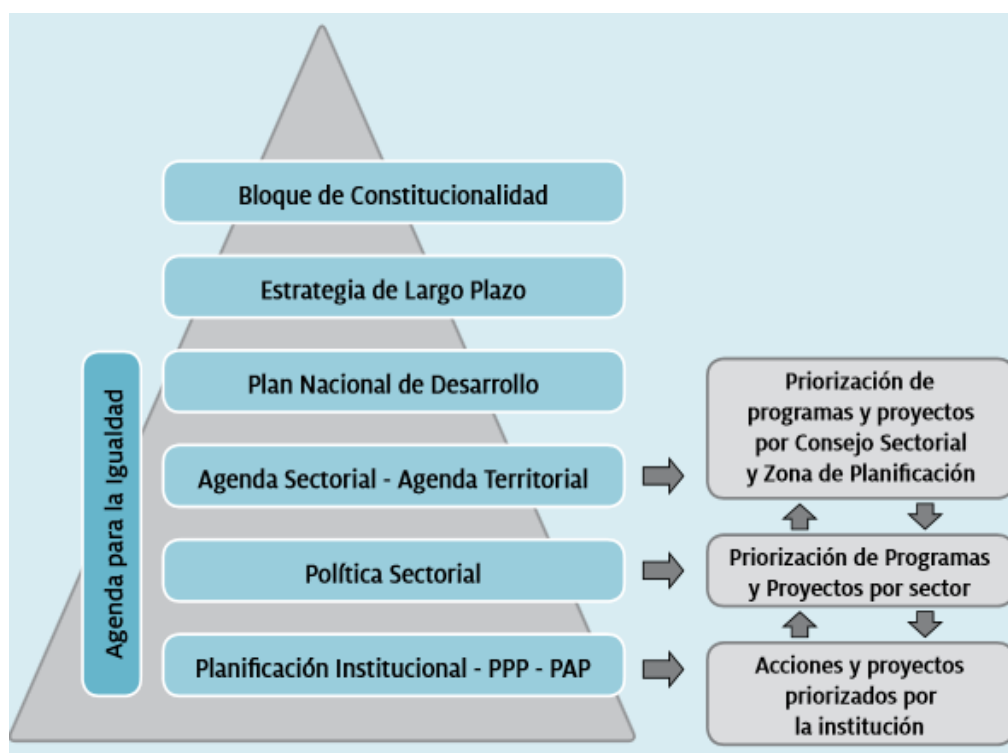 Bloque de Constitucionalidad
Estrategia de Largo Plazo
Plan Nacional de Desarrollo
Agenda Sectorial - Agenda Territorial
Política Sectorial
Planificación Institucional - PPP - PAP
Agenda para la Igualdad
Priorización de
programas y proyectos
por Consejo Sectorial
y Zona de Planificación
Priorización de Programas
y Proyectos por sector
Acciones y proyectos
priorizados por
la institución